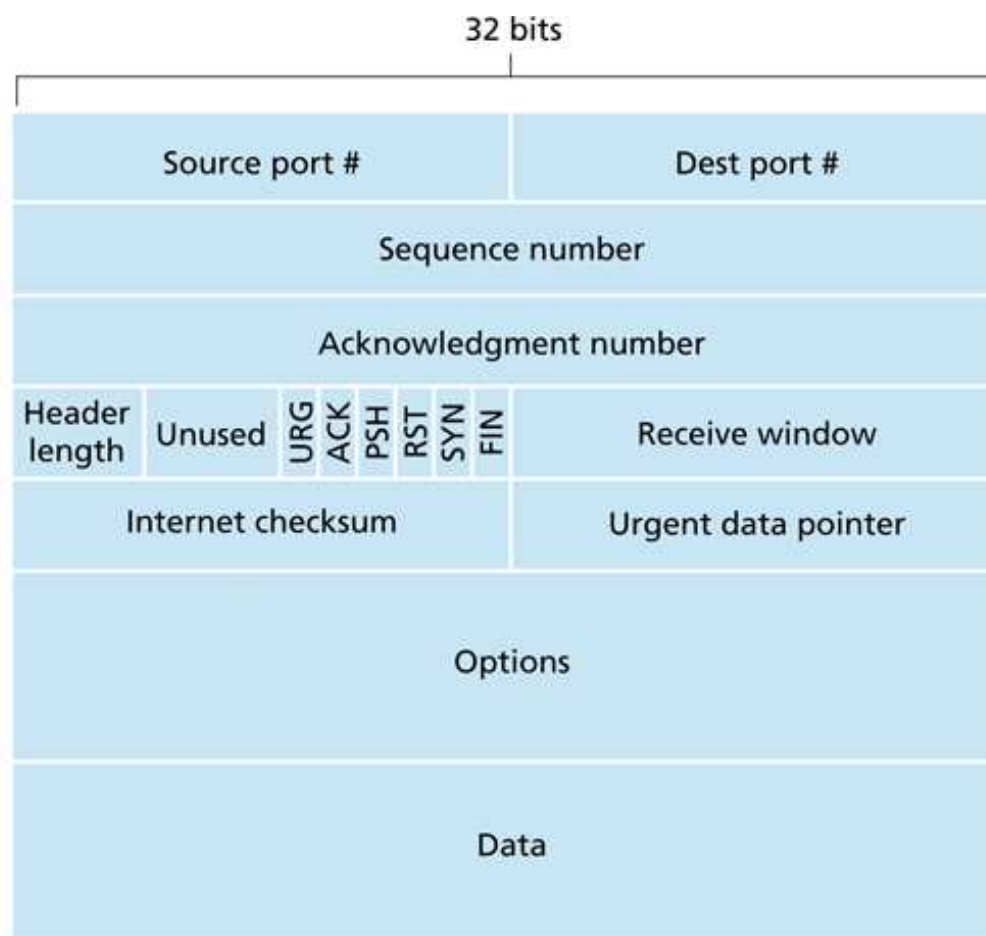 32 bits
Source port #
Dest port #
Sequence number
Acknowledgment number
Header
length
Unused
URG
ACK
PSH
RST
SYN
FIN
Receive window
Internet checksum
Urgent data pointer
Options
Data